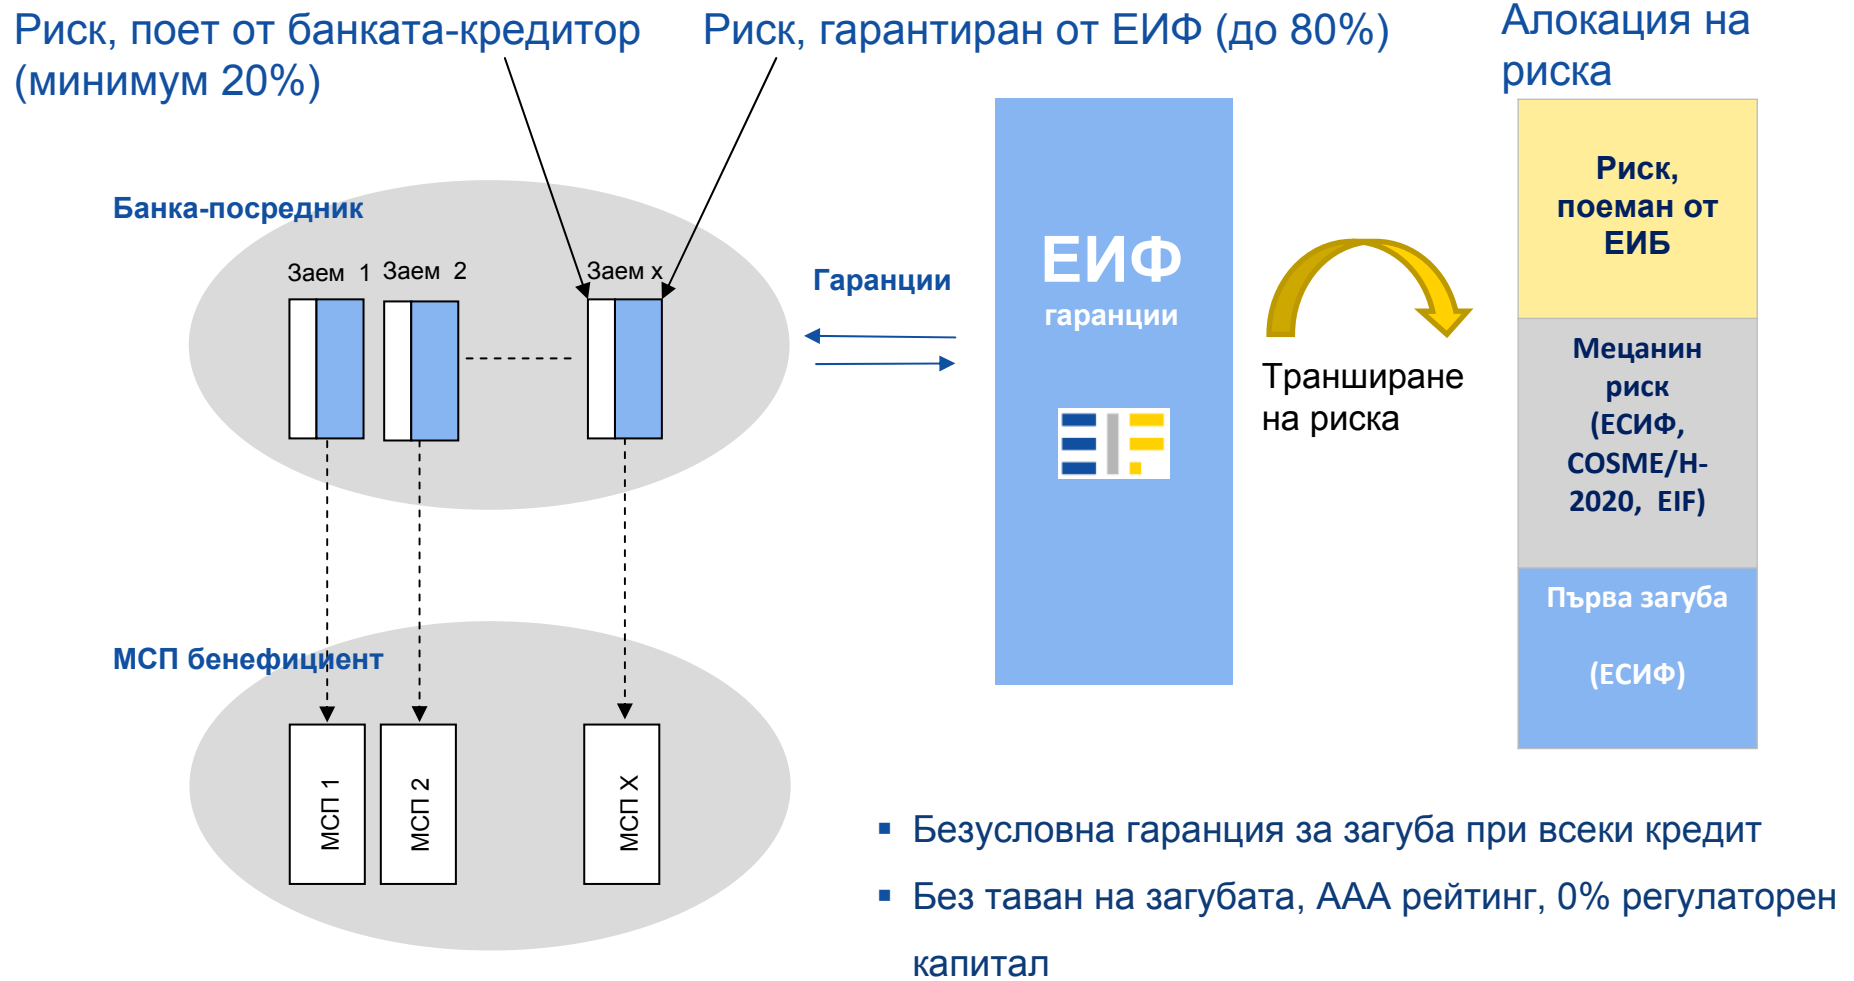 Риск, поет от банката-кредитор
(минимум 20%)
Риск, гарантиран от ЕИФ (до 80%)
Алокация на
риска
Банка-посредник
Заем 1
Заем 2
Заем x
Гаранции
ЕИФ
гаранции
EIF
Транширане
на риска
Риск,
поеман от
ЕИБ
Мецанин
риск
(ЕСИФ,
COSME/H-
2020, EIF)
Първа загуба
(ЕСИФ)
МСП бенефициент
МСП 1
МСП 2
МСП X
▪ Безусловна гаранция за загуба при всеки кредит
▪ Без таван на загубата, ААА рейтинг, 0% регулаторен
капитал